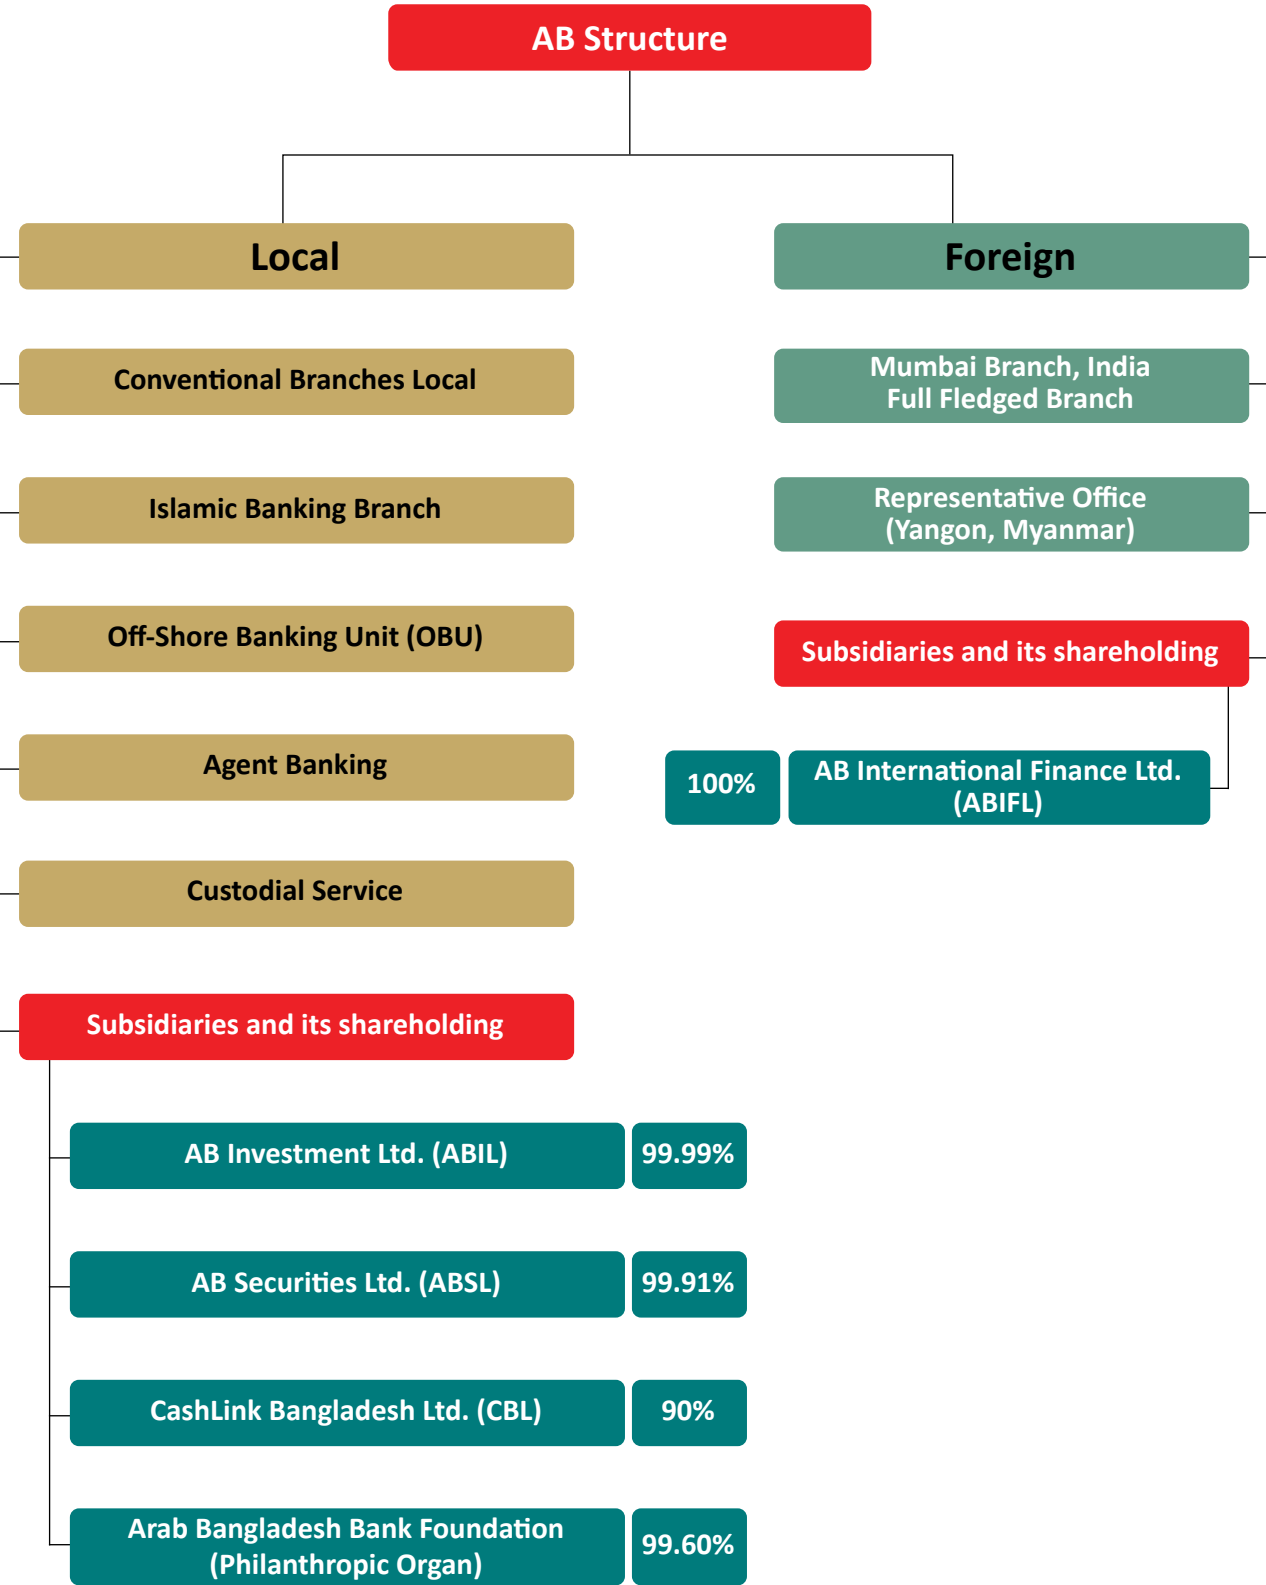 AB Structure
Local
Conventional Branches Local
Islamic Banking Branch
Off-Shore Banking Unit (OBU)
Agent Banking
Custodial Service
Subsidiaries and its shareholding
AB Investment Ltd. (ABIL) 99.99%
AB Securities Ltd. (ABSL) 99.91%
CashLink Bangladesh Ltd. (CBL) 90%
Arab Bangladesh Bank Foundation
(Philanthropic Organ) 99.60%
Foreign
Mumbai Branch, India
Full Fledged Branch
Representative Office
(Yangon, Myanmar)
Subsidiaries and its shareholding
100% AB International Finance Ltd.
(ABIFL)